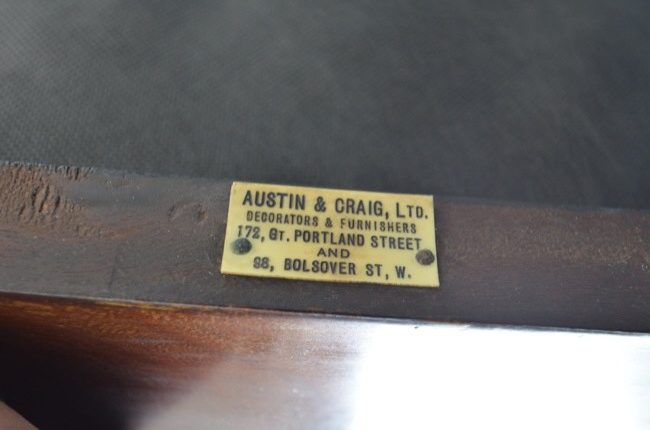 AUSTIN & CRAIG, LTD.
DECORATORS & FURNISHERS
172, GT. PORTLAND STREET
AND
98, BOLSOVER ST, W.